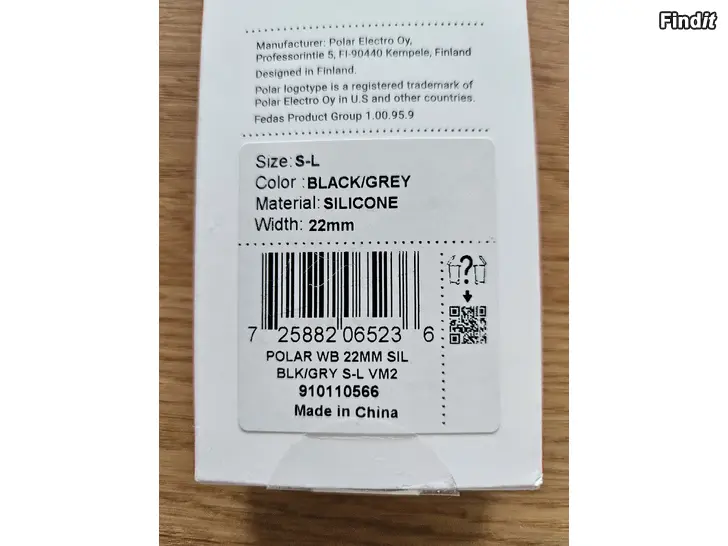 Findit
Manufacturer: Polar Electro Oy,
Professorintie 5, FI-90440 Kempele, Finland
Designed in Finland.
Polar logotype is a registered trademark of
Polar Electro Oy in U.S and other countries.
Fedas Product Group 1.00.95.9
Size: S-L
Color : BLACK/GREY
Material: SILICONE
Width: 22mm
?
7 25882 06523 6
POLAR WB 22MM SIL
BLK/GRY S-L VM2
910110566
Made in China